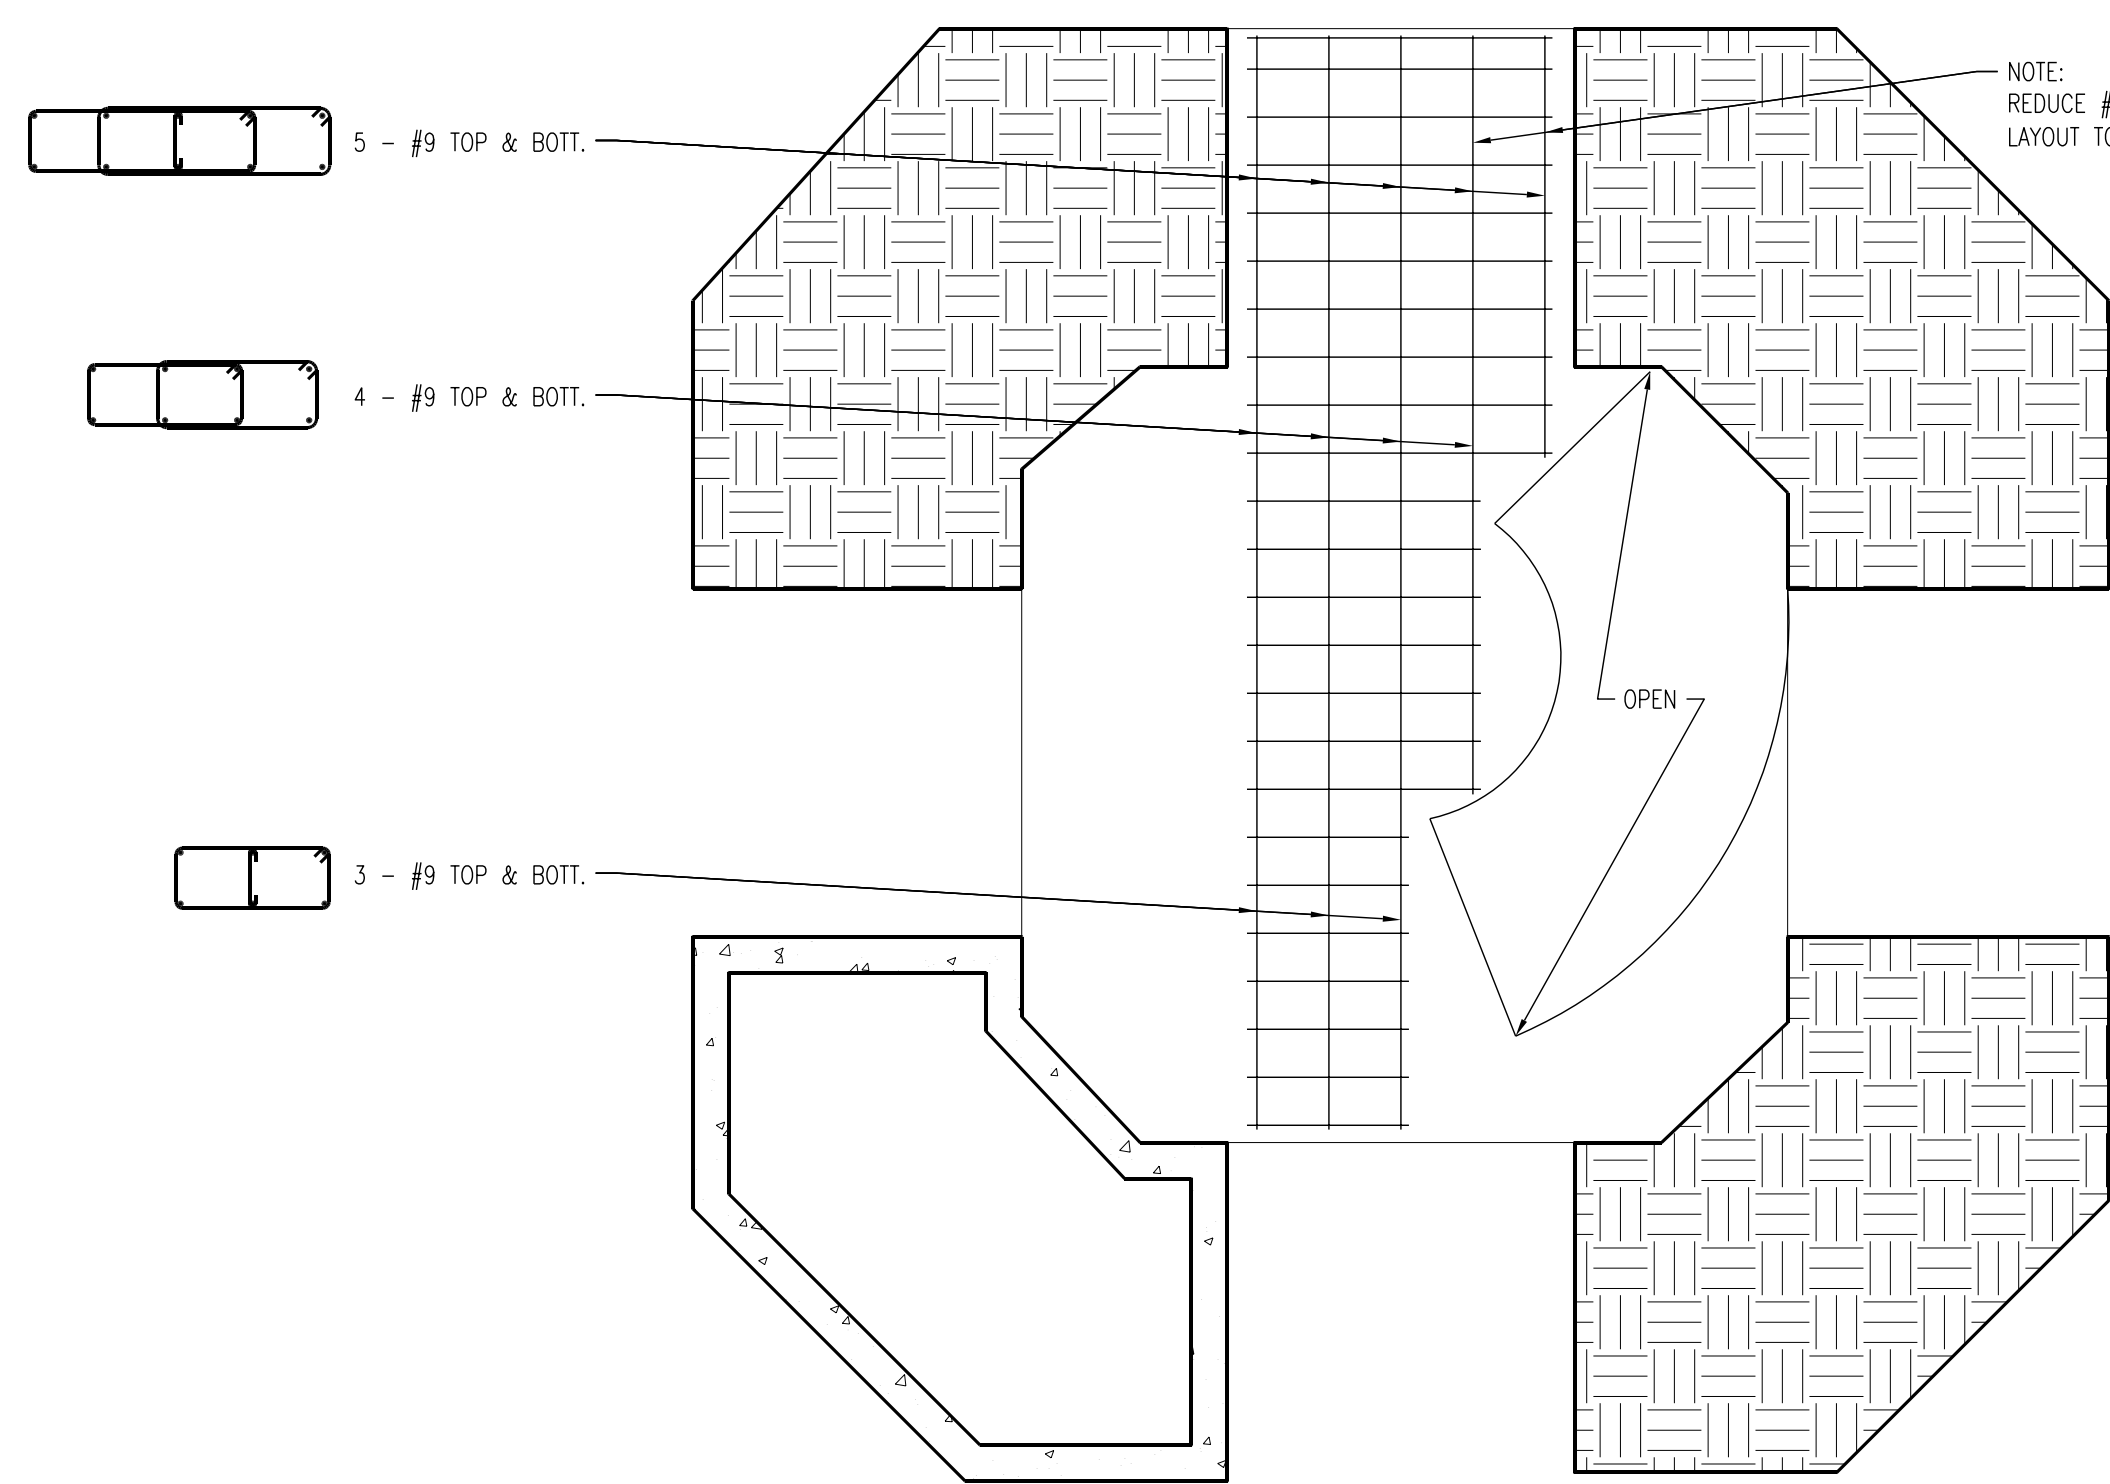 NOTE:
REDUCE #
LAYOUT
5 - #9 TOP & BOTT.
4 - #9 TOP & BOTT.
OPEN
3 - #9 TOP & BOTT.